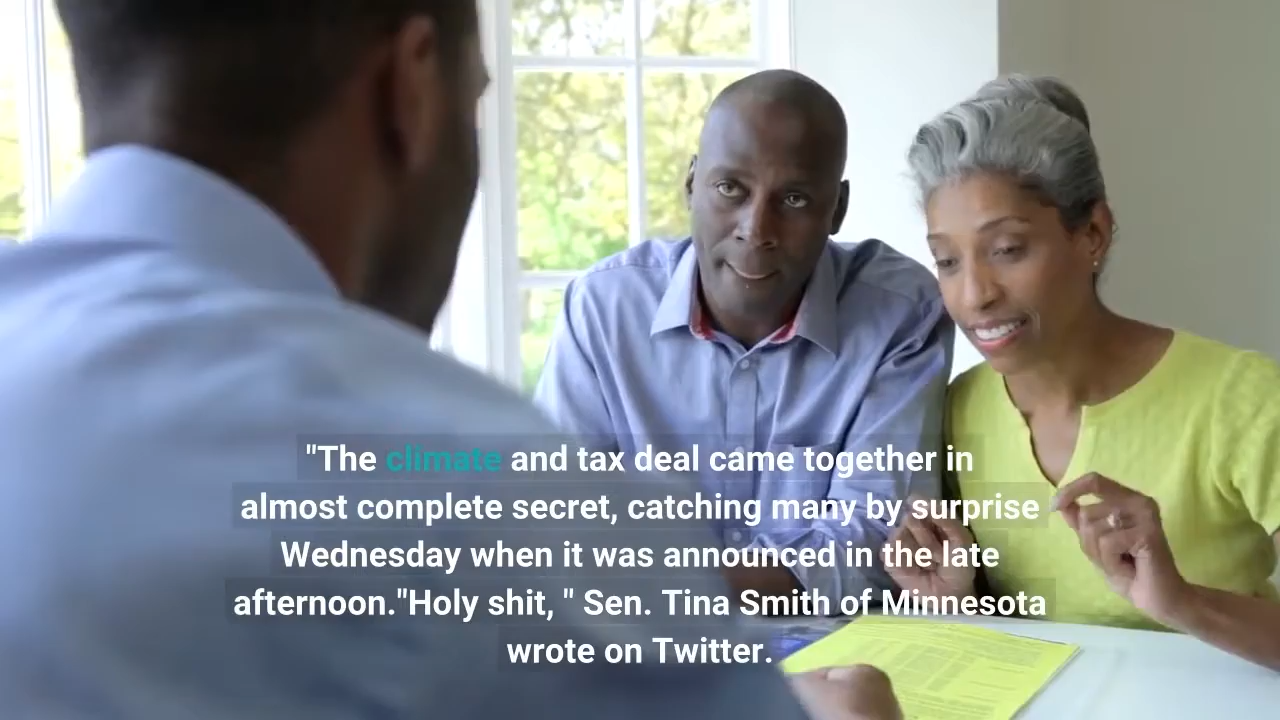 "The climate and tax deal came together in
almost complete secret, catching many by surprise
Wednesday when it was announced in the late
afternoon."Holy shit, " Sen. Tina Smith of Minnesota
wrote on Twitter.